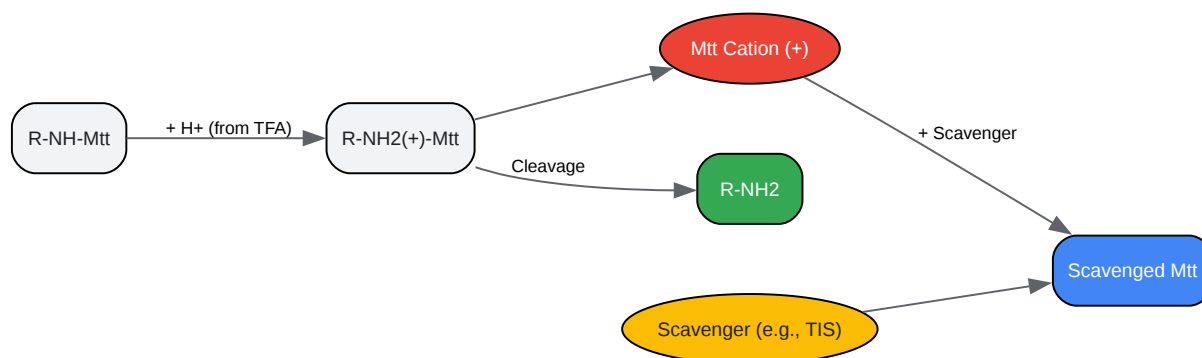 Mtt Cation (+)
R-NH-Mtt
+ H+ (from TFA)
R-NH2(+)-Mtt
+ Scavenger
Cleavage
R-NH2
Scavenged Mtt
Scavenger (e.g., TIS)